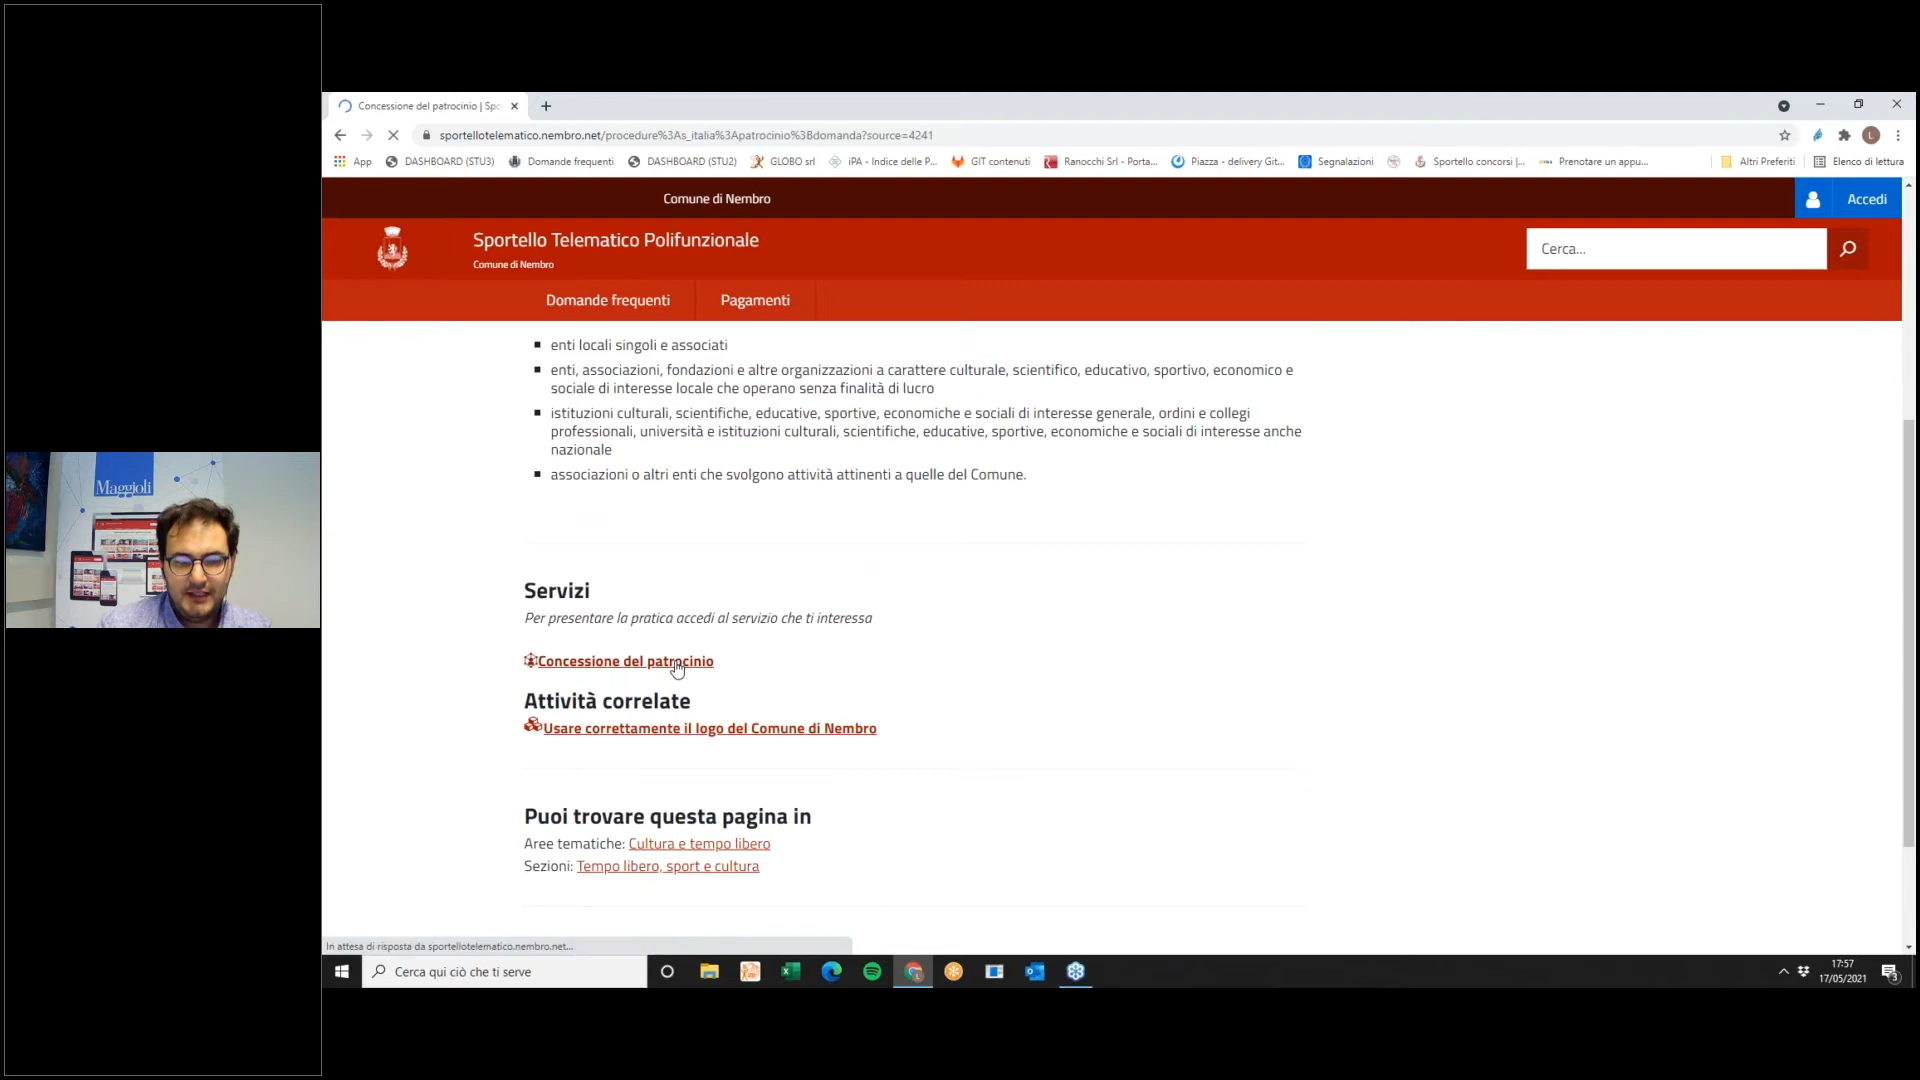 Maggioli
Concessione del patrocinio | Spo
sportellotelematico.nembro.net/procedure%3As_italia%3Apatrocinio%3Bdomanda?source=4241
App
DASHBOARD (STU3)
Domande frequenti
DASHBOARD (STU2)
GLOBO srl
iPA - Indice delle P...
GIT contenuti
Ranocchi Srl - Porta...
Piazza - delivery Git...
Segnalazioni
Sportello concorsi |...
Prenotare un appu...
Altri Preferiti
Elenco di lettura
Comune di Nembro
Accedi
Sportello Telematico Polifunzionale
Comune di Nembro
Cerca...
Domande frequenti
Pagamenti
enti locali singoli e associati
enti, associazioni, fondazioni e altre organizzazioni a carattere culturale, scientifico, educativo, sportivo, economico e
sociale di interesse locale che operano senza finalità di lucro
istituzioni culturali, scientifiche, educative, sportive, economiche e sociali di interesse generale, ordini e collegi
professionali, università e istituzioni culturali, scientifiche, educative, sportive, economiche e sociali di interesse anche
nazionale
associazioni o altri enti che svolgono attività attinenti a quelle del Comune.
Servizi
Per presentare la pratica accedi al servizio che ti interessa
Concessione del patrocinio
Attività correlate
Usare correttamente il logo del Comune di Nembro
Puoi trovare questa pagina in
Aree tematiche: Cultura e tempo libero
Sezioni: Tempo libero, sport e cultura
In attesa di risposta da sportellotelematico.nembro.net...
Cerca qui ciò che ti serve
17:57
17/05/2021
3